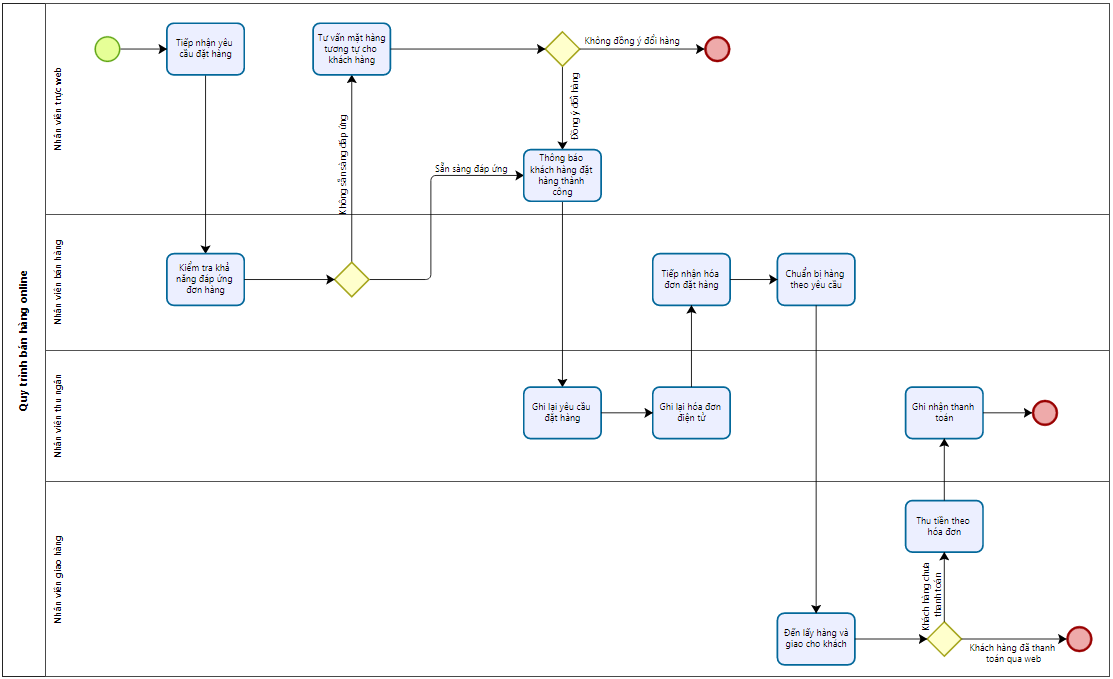 Quy trình bán hàng online
Nhân viên trực web
Tiếp nhận yêu
cầu đặt hàng
Tư vấn mặt hàng
tương tự cho
khách hàng
Không đồng ý đổi hàng
Đồng ý đổi hàng
Thông báo
khách hàng đặt
hàng thành
công
Không sẵn sàng đáp ứng
Sẵn sàng đáp ứng
Nhân viên bán hàng
Kiểm tra khả
năng đáp ứng
đơn hàng
Tiếp nhận hóa
đơn đặt hàng
Chuẩn bị hàng
theo yêu cầu
Nhân viên thu ngân
Ghi lại yêu cầu
đặt hàng
Ghi lại hóa đơn
điện tử
Ghi nhận thanh
toán
Nhân viên giao hàng
Thu tiền theo
hóa đơn
Khách hàng chưa
thanh toán
Đến lấy hàng và
giao cho khách
Khách hàng đã thanh
toán qua web